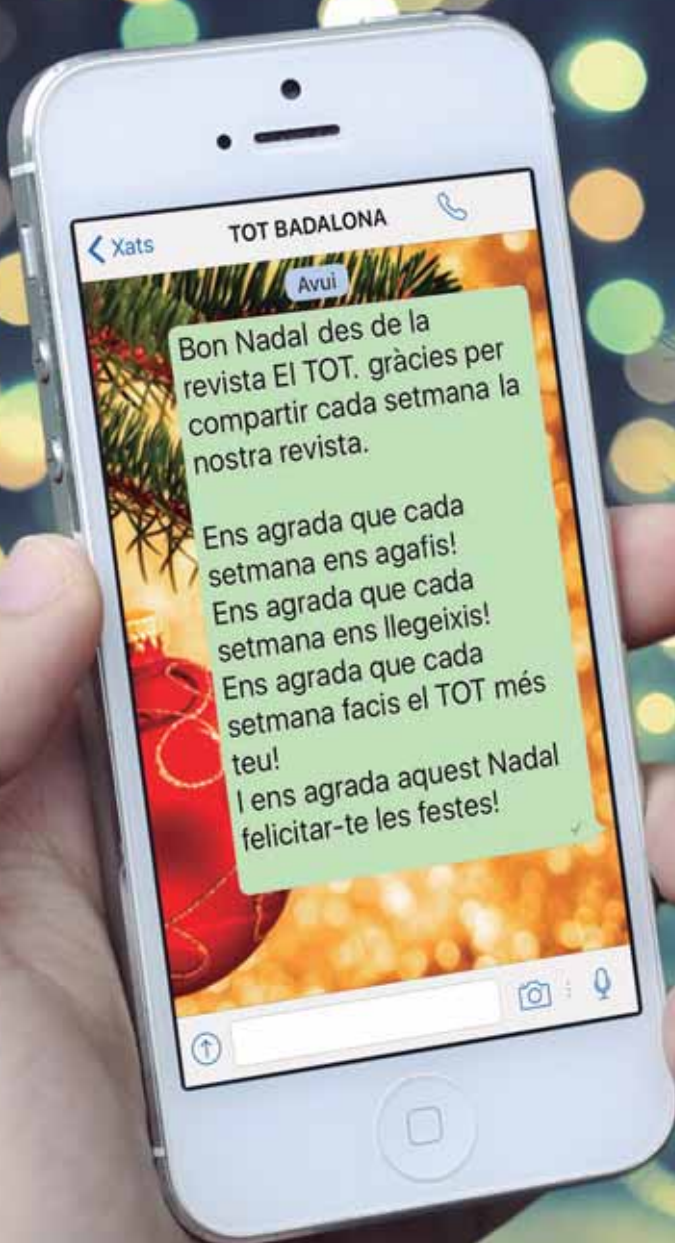 Xats
TOT BADALONA
Avui
Bon Nadal des de la
revista El TOT. gràcies per
compartir cada setmana la
nostra revista.
Ens agrada que cada
setmana ens agafis!
Ens agrada que cada
setmana ens llegeixis!
Ens agrada que cada
setmana facis el TOT més
teu!
I ens agrada aquest Nadal
felicitar-te les festes!